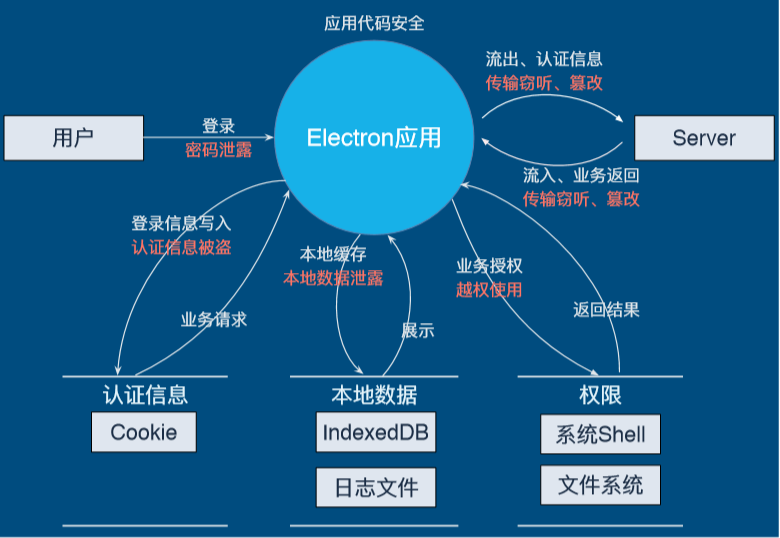 应用代码安全
流出、认证信息
传输窃听、篡改
用户
登录
密码泄露
Electron应用
Server
流入、业务返回
传输窃听、篡改
登录信息写入
认证信息被盗
本地缓存
本地数据泄露
业务授权
越权使用
业务请求
展示
返回结果
认证信息
Cookie
本地数据
IndexedDB
日志文件
权限
系统Shell
文件系统